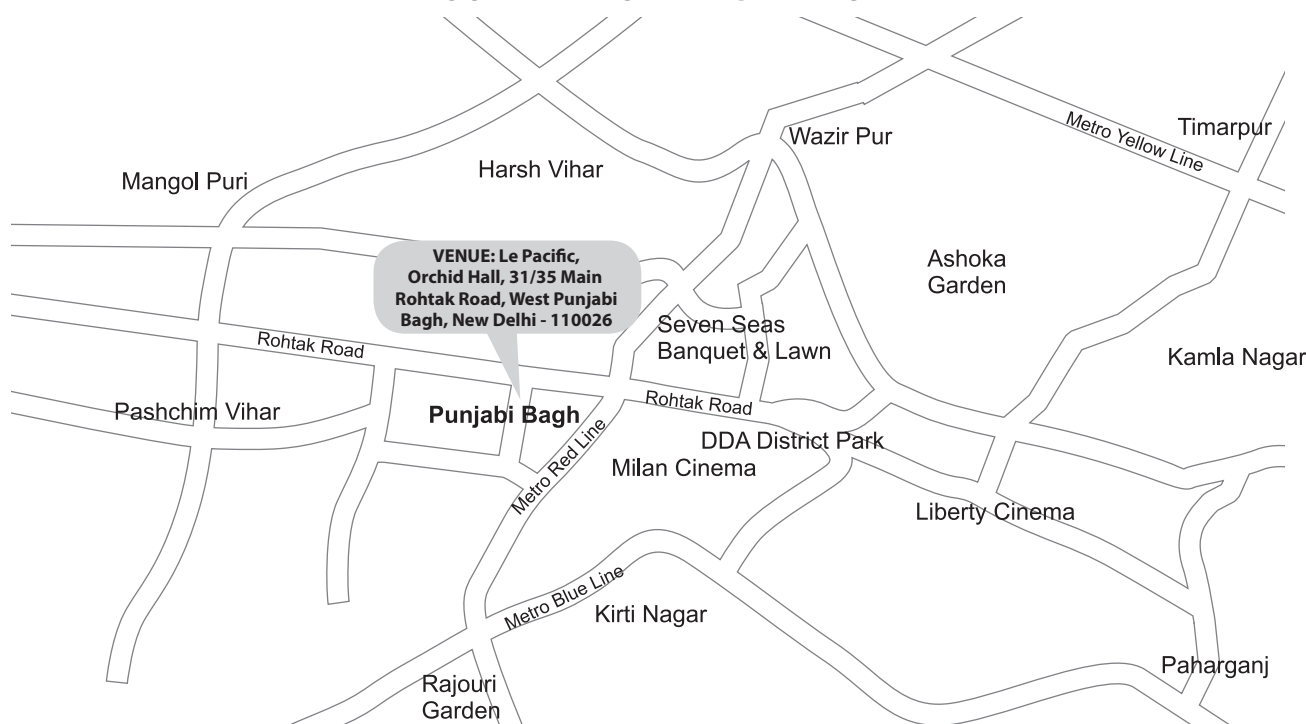 Wazir Pur
Metro Yellow Line
Timarpur
Harsh Vihar
Mangol Puri
VENUE: Le Pacific,
Orchid Hall, 31/35 Main
Rohtak Road, West Punjabi
Bagh, New Delhi - 110026
Ashoka
Garden
Seven Seas
Banquet & Lawn
Rohtak Road
Kamla Nagar
Pashchim Vihar
Punjabi Bagh
Rohtak Road
DDA District Park
Milan Cinema
Metro Red Line
Liberty Cinema
Metro Blue Line
Kirti Nagar
Paharganj
Rajouri
Garden